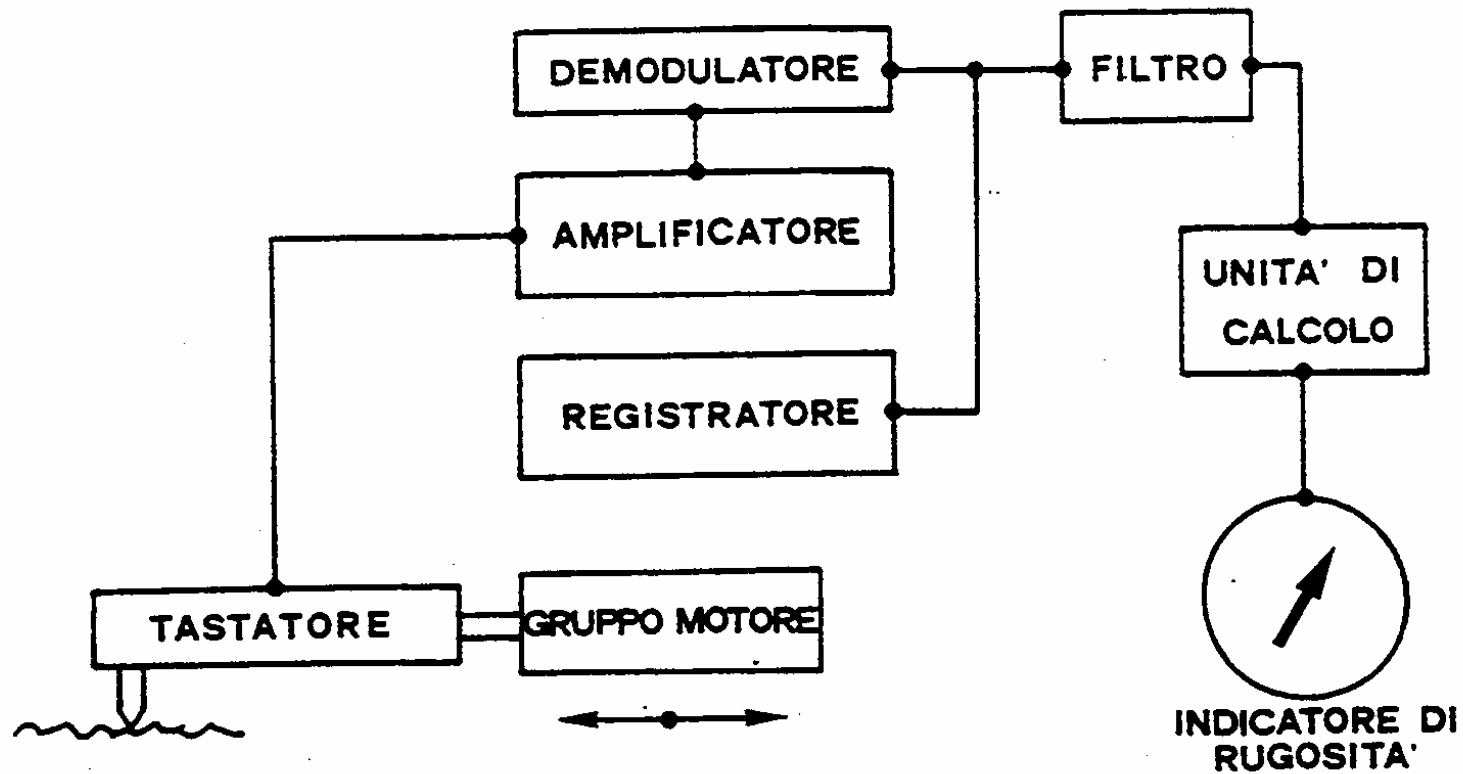 DEMODULATORE
FILTRO
AMPLIFICATORE
UNITA' DI
CALCOLO
REGISTRATORE
TASTATORE
GRUPPO MOTORE
INDICATORE DI
RUGOSITA'